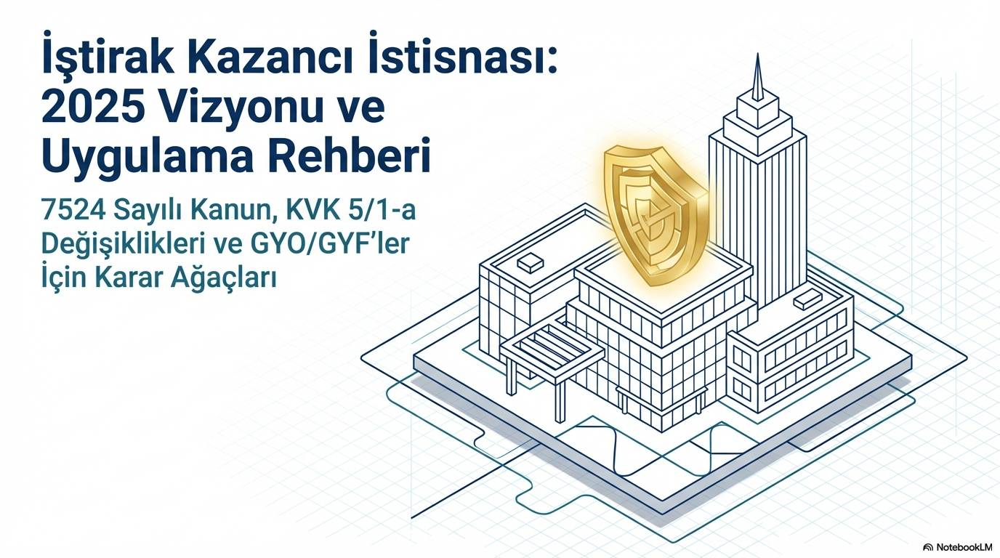 İştirak Kazancı İstisnası:
2025 Vizyonu ve
Uygulama Rehberi
7524 Sayılı Kanun, KVK 5/1-a
Değişiklikleri ve GYO/GYF’ler
İçin Karar Ağaçları
NotebookLM